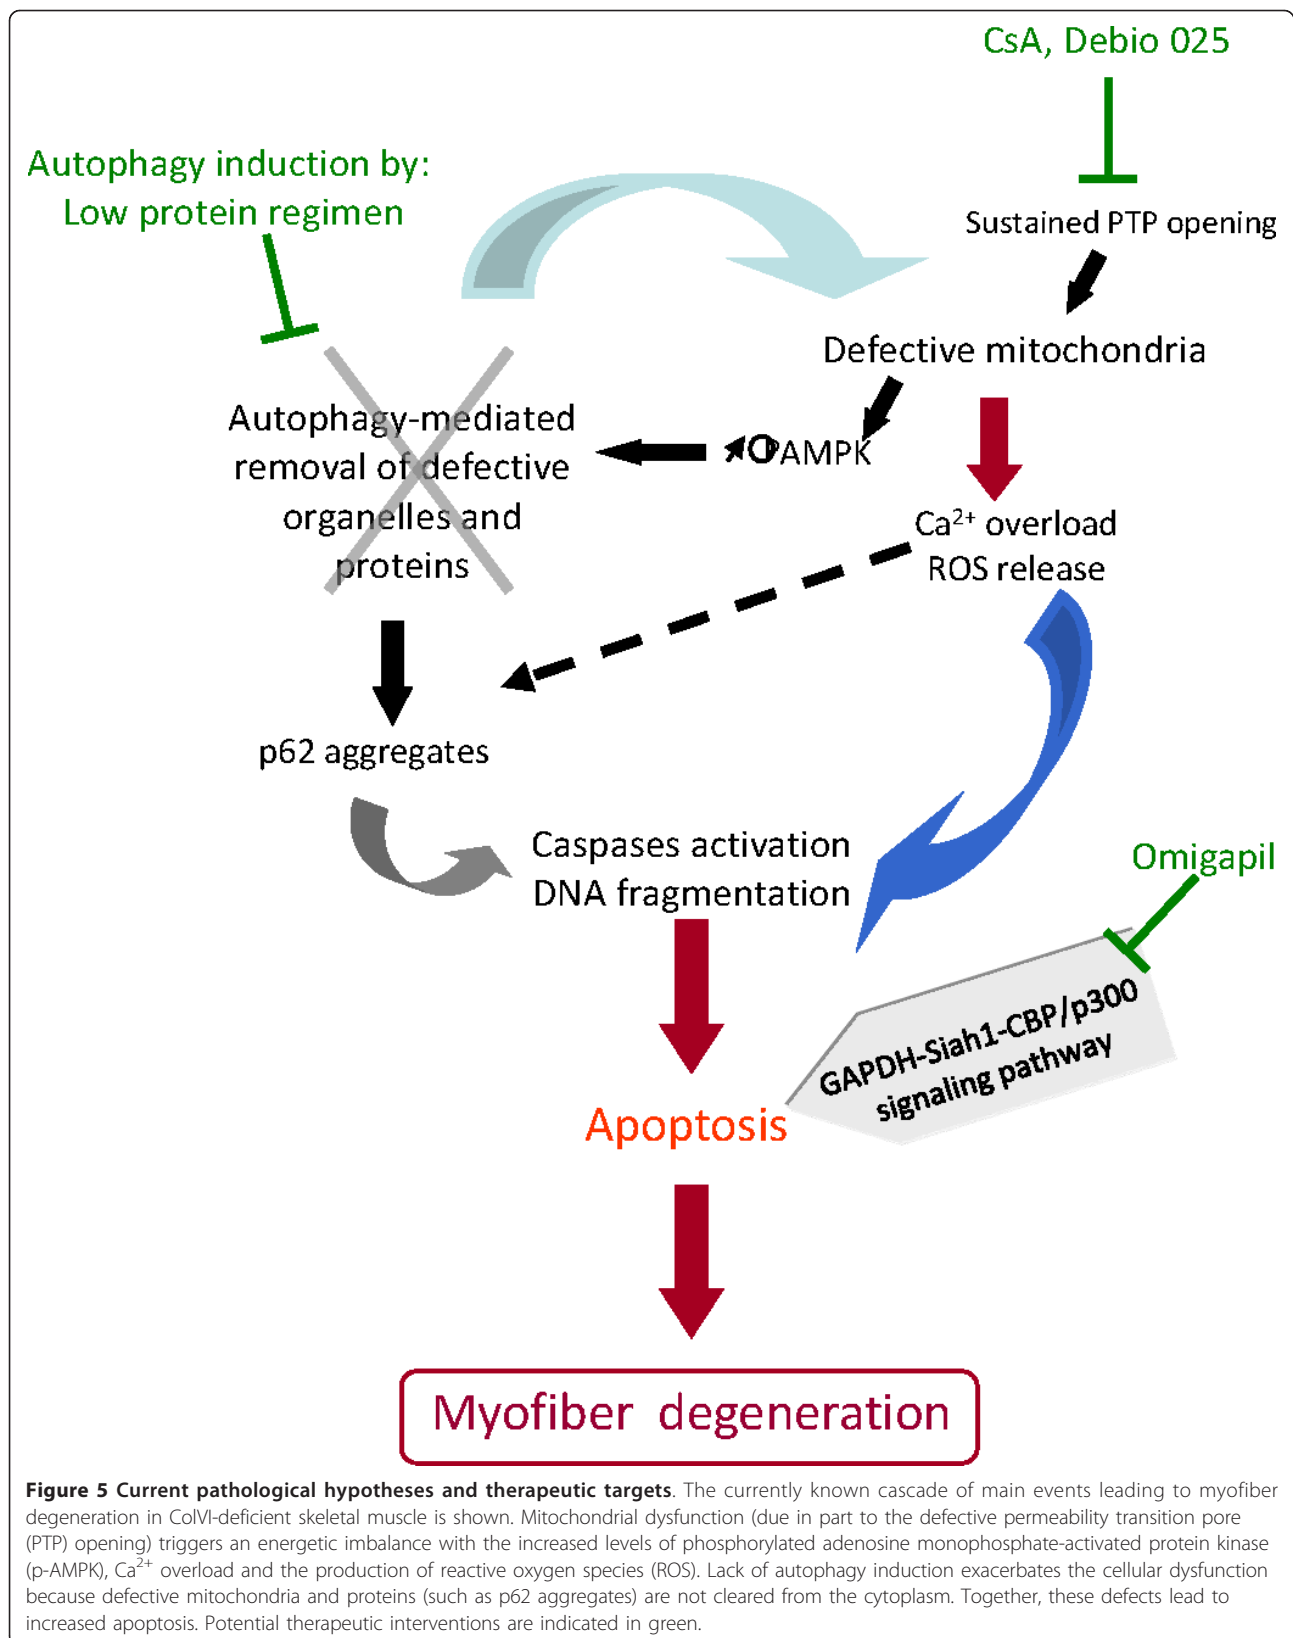 CsA, Debio 025
Autophagy induction by:
Low protein regimen
Sustained PTP opening
Defective mitochondria
Autophagy-mediated
removal of defective
organelles and
proteins
P AMPK
Ca²⁺ overload
ROS release
p62 aggregates
Caspases activation
DNA fragmentation
Omigapil
GAPDH-Siah1-CBP/p300
signaling pathway
Apoptosis
Myofiber degeneration
Figure 5 Current pathological hypotheses and therapeutic targets. The currently known cascade of main events leading to myofiber
degeneration in ColVI-deficient skeletal muscle is shown. Mitochondrial dysfunction (due in part to the defective permeability transition pore
(PTP) opening) triggers an energetic imbalance with the increased levels of phosphorylated adenosine monophosphate-activated protein kinase
(p-AMPK), Ca²⁺ overload and the production of reactive oxygen species (ROS). Lack of autophagy induction exacerbates the cellular dysfunction
because defective mitochondria and proteins (such as p62 aggregates) are not cleared from the cytoplasm. Together, these defects lead to
increased apoptosis. Potential therapeutic interventions are indicated in green.